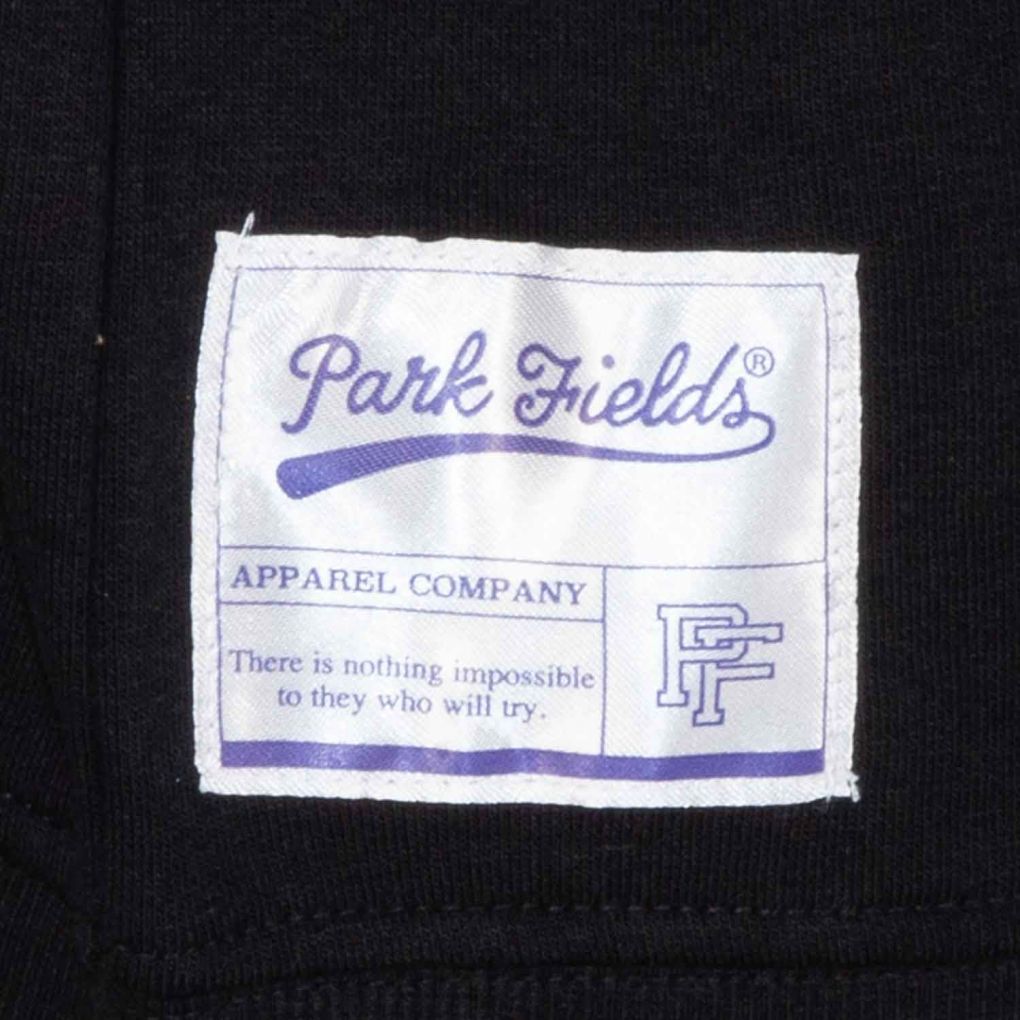 Park Fields®
APPAREL COMPANY
There is nothing impossible
to they who will try.
PF